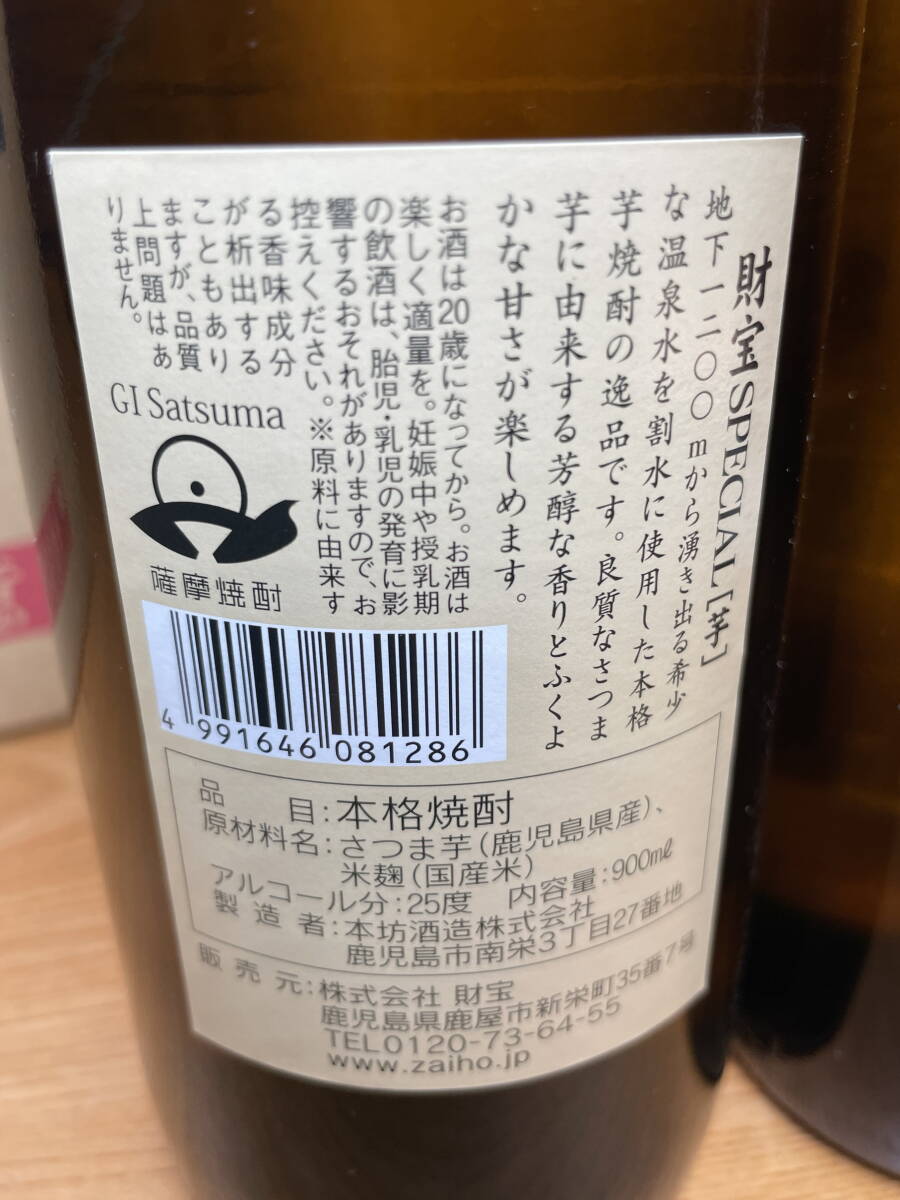 財宝SPECIAL［芋］
地下一二〇〇mから湧き出る希少
な温泉水を割水に使用した本格
芋焼酎の逸品です。良質なさつま
芋に由来する芳醇な香りとふくよ
かな甘さが楽しめます。
お酒は20歳になってから。お酒は
楽しく適量を。妊娠中や授乳期
の飲酒は、胎児・乳児の発育に影
響するおそれがありますので、お
控えください。※原料に由来す
る香味成分
が析出する
こともあり
ますが、品質
上問題はあ
りません。
GI Satsuma
薩摩焼酎
4 991646 081286
品目：本格焼酎
原材料名：さつま芋（鹿児島県産）、
米麹（国産米）
アルコール分：25度 内容量：900ml
製造者：本坊酒造株式会社
鹿児島市南栄3丁目27番地
販売元：株式会社 財宝
鹿児島県鹿屋市新栄町35番7号
TEL0120-73-64-55
www.zaiho.jp